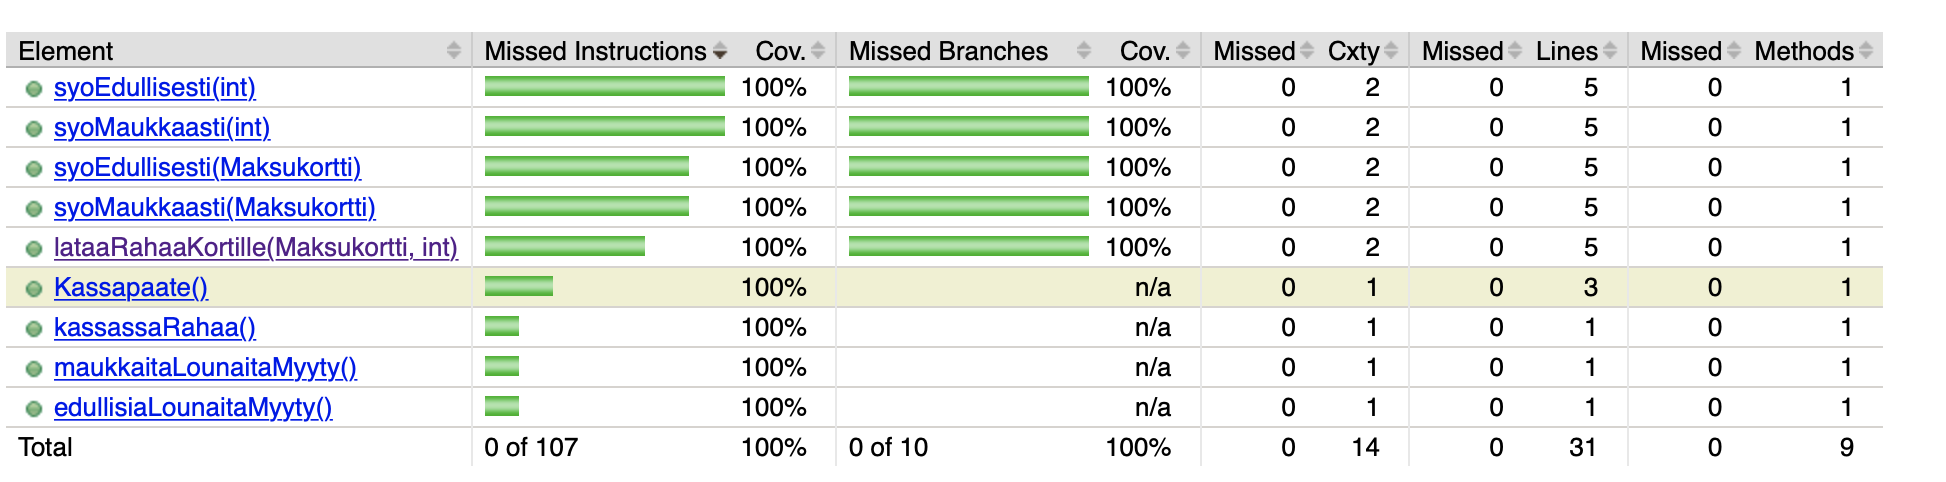 Element Missed Instructions Cov. Missed Branches Cov. Missed Cxty Missed Lines Missed Methods
syoEdullisesti(int) 100% 100% 0 2 0 5 0 1
syoMaukkaasti(int) 100% 100% 0 2 0 5 0 1
syoEdullisesti(Maksukortti) 100% 100% 0 2 0 5 0 1
syoMaukkaasti(Maksukortti) 100% 100% 0 2 0 5 0 1
lataaRahaaKortille(Maksukortti, int) 100% 100% 0 2 0 5 0 1
Kassapaate() 100% n/a 0 1 0 3 0 1
kassassaRahaa() 100% n/a 0 1 0 1 0 1
maukkaitaLounaitaMyyty() 100% n/a 0 1 0 1 0 1
edullisiaLounaitaMyyty() 100% n/a 0 1 0 1 0 1
Total 0 of 107 100% 0 of 10 100% 0 14 0 31 0 9